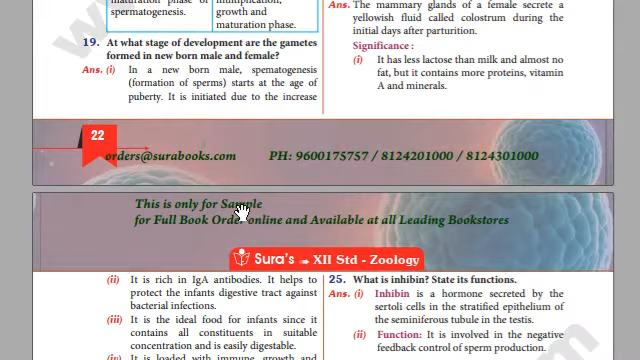 maturation phase of
spermatogenesis.
multiplication,
growth and
maturation phase.
19. At what stage of development are the gametes
formed in new born male and female?
Ans. (i) In a new born male, spematogenesis
(formation of sperms) starts at the age
of puberty. It is initiated due to the increase
Ans. The mammary glands of a female secrete a
yellowish fluid called colostrum during the
initial days after parturition.
Significance :
(i) It has less lactose than milk and almost no
fat, but it contains more proteins, vitamin
A and minerals.
22
orders@surabooks.com PH: 9600175757 / 8124201000 / 8124301000
This is only for Sample
for Full Book Order online and Available at all Leading Bookstores
Sura's XII Std - Zoology
(ii) It is rich in IgA antibodies. It helps to
protect the infants digestive tract against
bacterial infections.
(iii) It is the ideal food for infants since it
contains all constituents in suitable
concentration and is easily digestable.
(iv) It is loaded with immune, growth and
25. What is inhibin? State its functions.
Ans. (i) Inhibin is a hormone secreted by the
sertoli cells in the stratified epithelium of
the seminiferous tubule in the testis.
(ii) Function: It is involved in the negative
feedback control of sperm production.